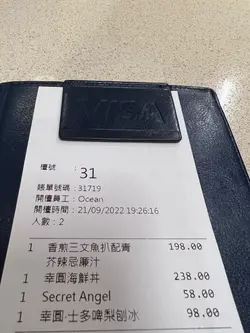 VISA
檯號 : 31
賬單號碼 : 31719
開檯員工 : Ocean
開檯時間 : 21/09/2022 19:26:16
人數 : 2
1 香煎三文魚扒配青 198.00
芥辣忌廉汁
1 幸圓海鮮丼 238.00
1 Secret Angel 58.00
1 幸圓·士多啤梨刨冰 98.00